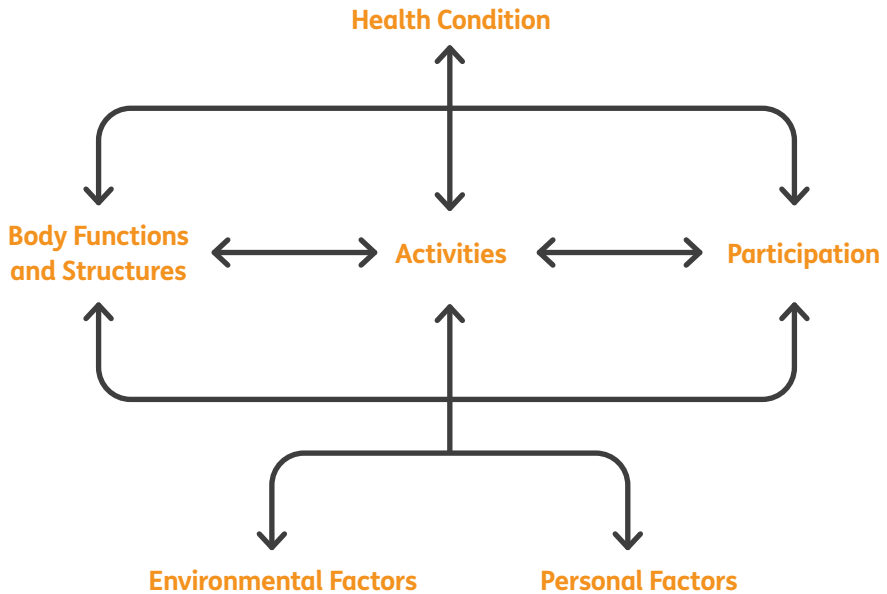 Health Condition
Body Functions
and Structures
Activities
Participation
Environmental Factors
Personal Factors